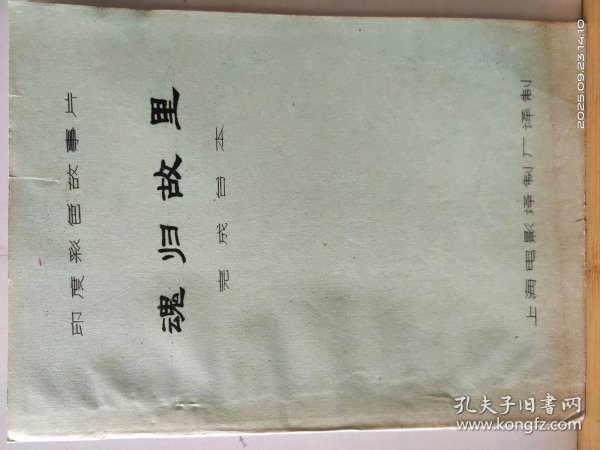 印度彩色故事片
魂归故里
完成台本
上海电影译制厂译制
2025.09.23 14:10
孔夫子旧书网
www.kongfz.com